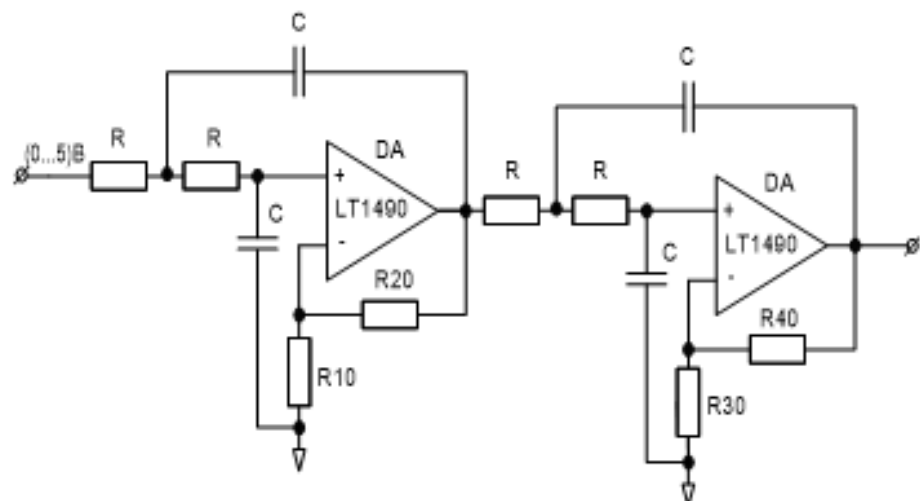 C
C
(0...5)В
R
R
DA
R
R
DA
+
LT1490
-
C
+
LT1490
-
C
R20
R40
R10
R30